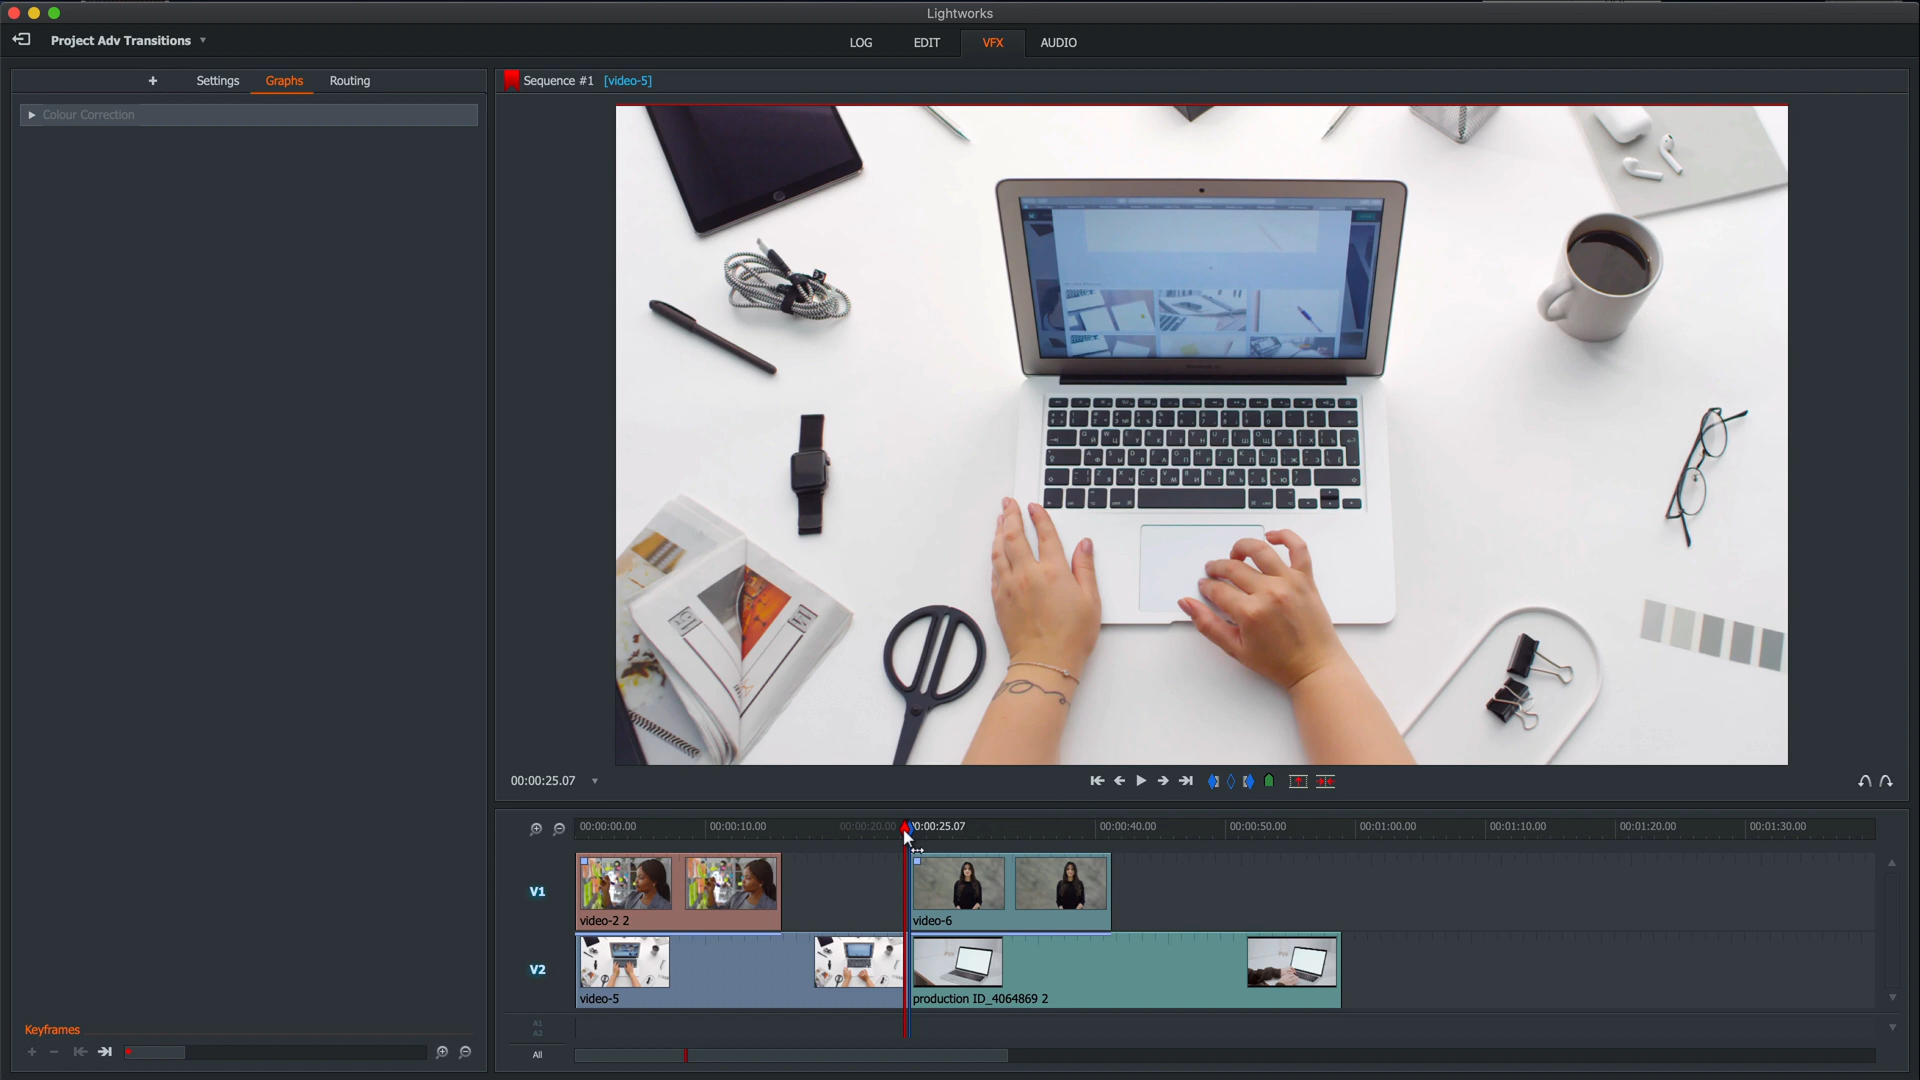 Lightworks
Project Adv Transitions
LOG EDIT VFX AUDIO
+ Settings Graphs Routing
Colour Correction
Sequence #1 [video-5]
00:00:25.07
00:00:00.00 00:00:10.00 00:00:20.00 00:00:25.07 00:00:40.00 00:00:50.00 00:01:00.00 00:01:10.00 00:01:20.00 00:01:30.00
V1
video-2 2
video-6
V2
video-5
production ID_4064869 2
A1
A2
All
Keyframes